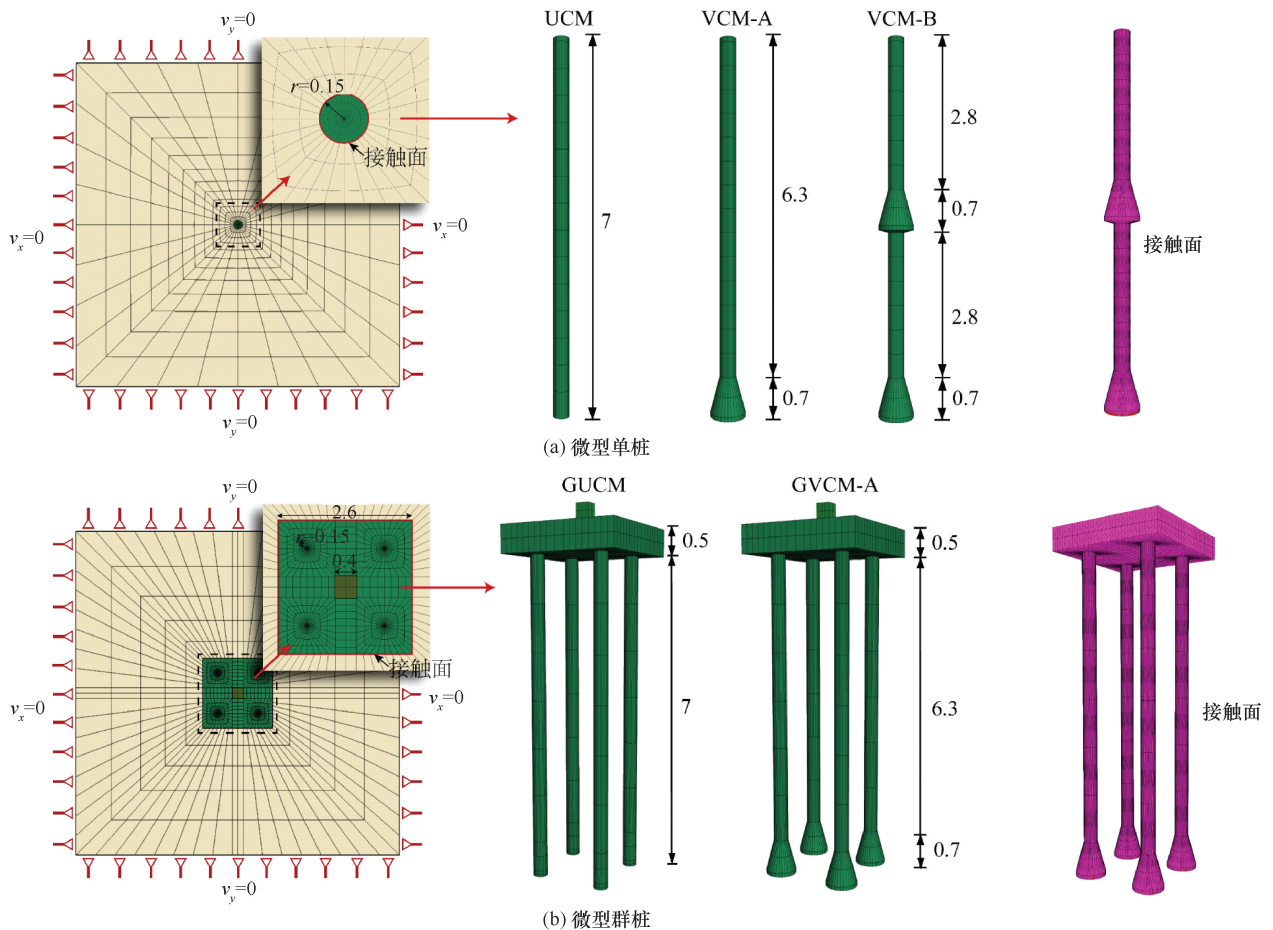 v_y=0
UCM
VCM-A
VCM-B
r=0.15
接触面
v_x=0
v_x=0
7
6.3
0.7
2.8
0.7
2.8
0.7
接触面
v_y=0
(a) 微型单桩
v_y=0
GUCM
GVCM-A
2.6
r=0.15
0.4
接触面
v_x=0
v_x=0
0.5
7
0.5
6.3
0.7
接触面
v_y=0
(b) 微型群桩